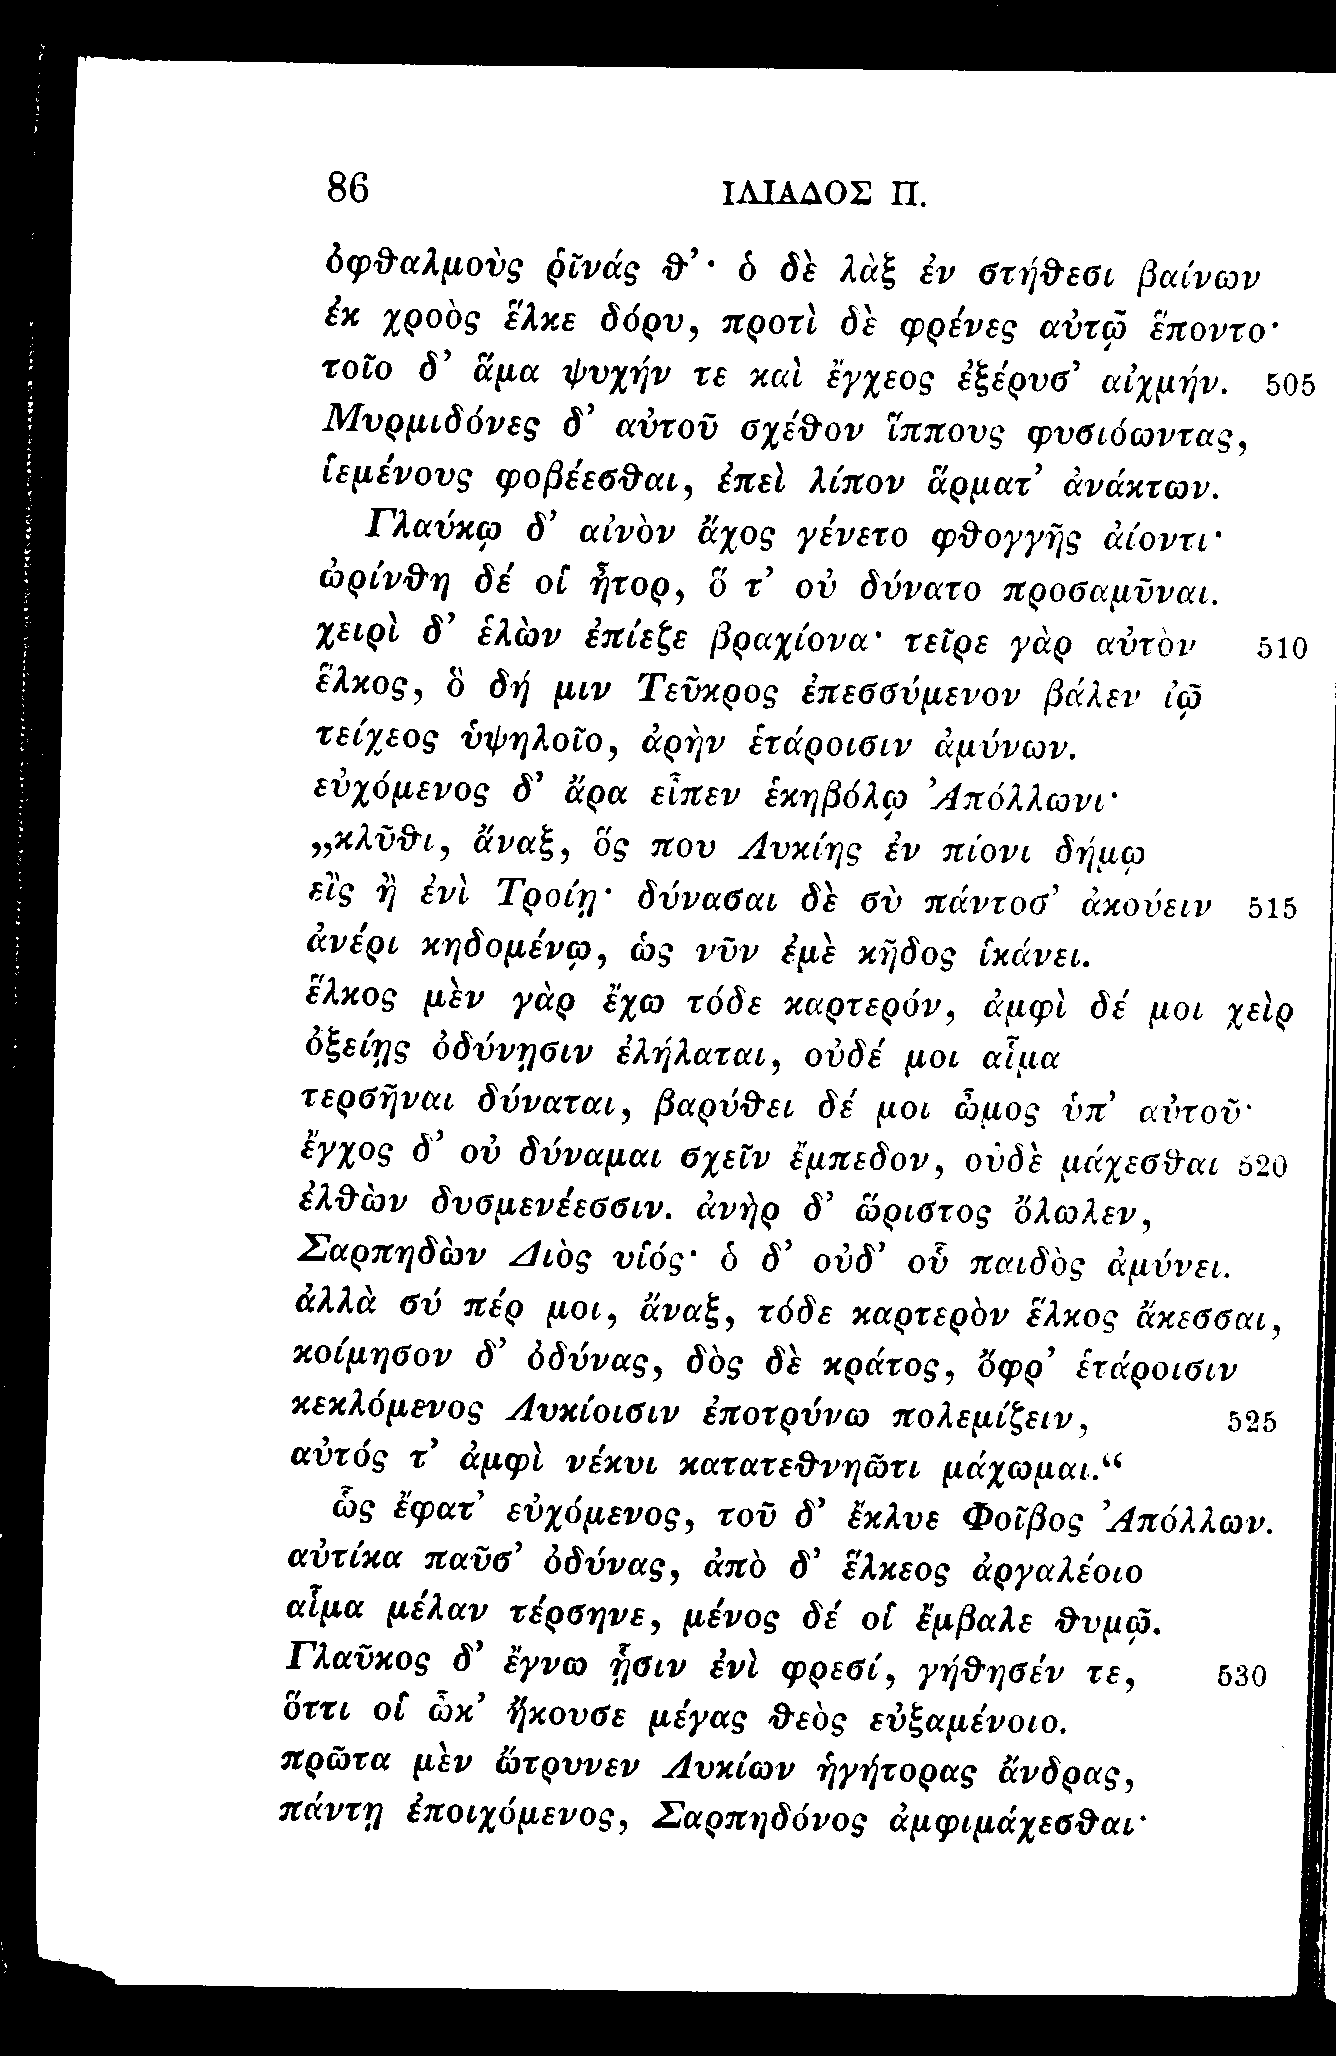 86 ΙΛΙΑΔΟΣ Π.
ὀφθαλμοὺς ῥῖνάς θ’· ὁ δὲ λὰξ ἐν στήθεσι βαίνων
ἐκ χροὸς ἕλκε δόρυ, προτὶ δὲ φρένες αὐτῷ ἕποντο·
τοῖο δ’ ἅμα ψυχήν τε καὶ ἔγχεος ἐξέρυσ’ αἰχμήν. 505
Μυρμιδόνες δ’ αὐτοῦ σχέθον ἵππους φυσιόωντας,
ἱεμένους φοβέεσθαι, ἐπεὶ λίπον ἅρματ’ ἀνάκτων.
Γλαύκῳ δ’ αἰνὸν ἄχος γένετο φθογγῆς ἀίοντι·
ὠρίνθη δέ οἱ ἦτορ, ὅ τ’ οὐ δύνατο προσαμῦναι.
χειρὶ δ’ ἑλὼν ἐπίεζε βραχίονα· τεῖρε γὰρ αὐτὸν 510
ἕλκος, ὃ δή μιν Τεῦκρος ἐπεσσύμενον βάλεν ἰῷ
τείχεος ὑψηλοῖο, ἀρὴν ἑτάροισιν ἀμύνων.
εὐχόμενος δ’ ἄρα εἶπεν ἑκηβόλῳ Ἀπόλλωνι·
„κλῦθι, ἄναξ, ὅς που Λυκίης ἐν πίονι δήμῳ
εἲς ἢ ἐνὶ Τροίῃ· δύνασαι δὲ σὺ πάντοσ’ ἀκούειν 515
ἀνέρι κηδομένῳ, ὡς νῦν ἐμὲ κῆδος ἱκάνει.
ἕλκος μὲν γὰρ ἔχω τόδε καρτερόν, ἀμφὶ δέ μοι χεὶρ
ὀξείῃς ὀδύνῃσιν ἐλήλαται, οὐδέ μοι αἷμα
τερσῆναι δύναται, βαρύθει δέ μοι ὦμος ὑπ’ αὐτοῦ·
ἔγχος δ’ οὐ δύναμαι σχεῖν ἔμπεδον, οὐδὲ μάχεσθαι 520
ἐλθὼν δυσμενέεσσιν. ἀνὴρ δ’ ὥριστος ὄλωλεν,
Σαρπηδὼν Διὸς υἱός· ὁ δ’ οὐδ’ οὗ παιδὸς ἀμύνει.
ἀλλὰ σύ πέρ μοι, ἄναξ, τόδε καρτερὸν ἕλκος ἄκεσσαι,
κοίμησον δ’ ὀδύνας, δὸς δὲ κράτος, ὄφρ’ ἑτάροισιν
κεκλόμενος Λυκίοισιν ἐποτρύνω πολεμίζειν, 525
αὐτός τ’ ἀμφὶ νέκυι κατατεθνηῶτι μάχωμαι.“
ὣς ἔφατ’ εὐχόμενος, τοῦ δ’ ἔκλυε Φοῖβος Ἀπόλλων.
αὐτίκα παῦσ’ ὀδύνας, ἀπὸ δ’ ἕλκεος ἀργαλέοιο
αἷμα μέλαν τέρσηνε, μένος δέ οἱ ἔμβαλε θυμῷ.
Γλαῦκος δ’ ἔγνω ᾗσιν ἐνὶ φρεσί, γήθησέν τε, 530
ὅττι οἱ ὦκ’ ἤκουσε μέγας θεὸς εὐξαμένοιο.
πρῶτα μὲν ὤτρυνεν Λυκίων ἡγήτορας ἄνδρας,
πάντῃ ἐποιχόμενος, Σαρπηδόνος ἀμφιμάχεσθαι·